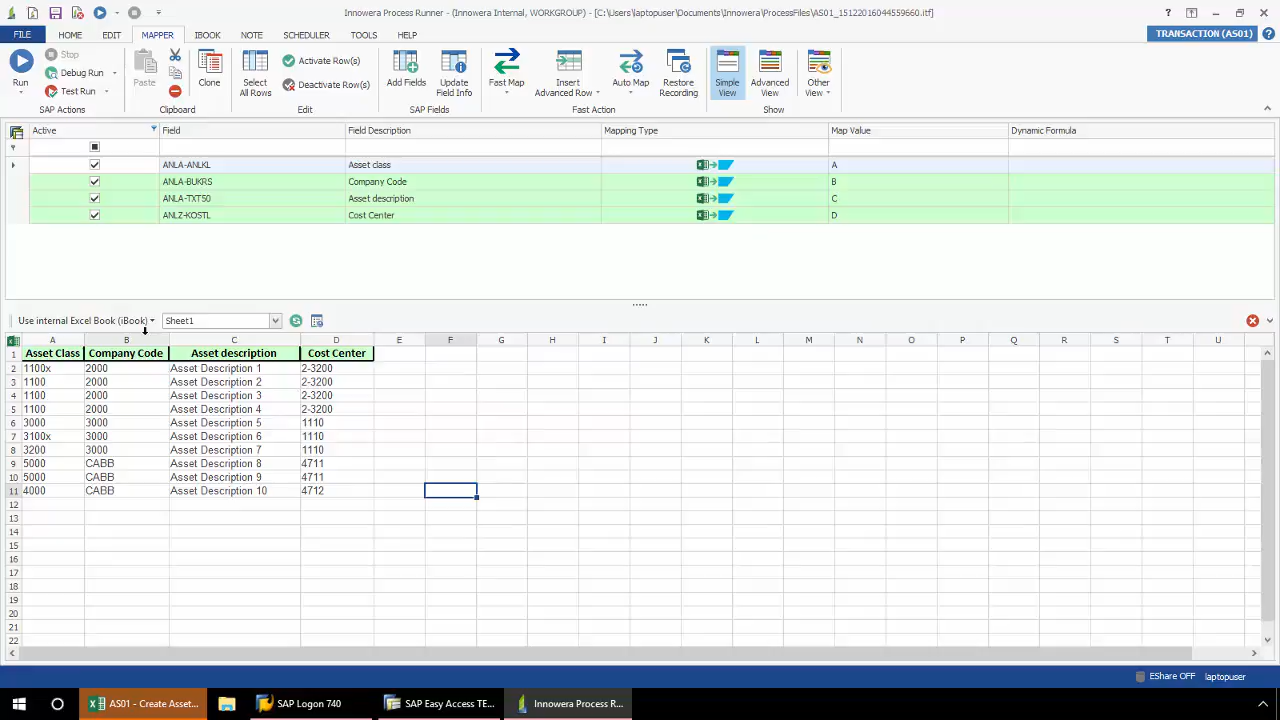 Innowera Process Runner - (Innowera Internal, WORKGROUP) - [C:\Users\laptopuser\Documents\Innowera\ProcessFiles\AS01_15122016044559660.itf]
FILE HOME EDIT MAPPER IBOOK NOTE SCHEDULER TOOLS HELP TRANSACTION (AS01)
Run
Stop
Debug Run
Test Run
SAP Actions
Paste
Clone
Clipboard
Select All Rows
Activate Row(s)
Deactivate Row(s)
Edit
Add Fields
Update Field Info
SAP Fields
Fast Map
Insert Advanced Row
Auto Map
Restore Recording
Fast Action
Simple View
Advanced View
Other View
Show
Active Field Field Description Mapping Type Map Value Dynamic Formula
ANLA-ANLKL Asset class A
ANLA-BUKRS Company Code B
ANLA-TXT50 Asset description C
ANLZ-KOSTL Cost Center D
Use internal Excel Book (iBook) Sheet1
A B C D E F G H I J K L M N O P Q R S T U
1 Asset Class Company Code Asset description Cost Center
2 1100x 2000 Asset Description 1 2-3200
3 1100 2000 Asset Description 2 2-3200
4 1100 2000 Asset Description 3 2-3200
5 1100 2000 Asset Description 4 2-3200
6 3000 3000 Asset Description 5 1110
7 3100x 3000 Asset Description 6 1110
8 3200 3000 Asset Description 7 1110
9 5000 CABB Asset Description 8 4711
10 5000 CABB Asset Description 9 4711
11 4000 CABB Asset Description 10 4712
12
13
14
15
16
17
18
19
20
21
22
EShare OFF laptopuser
AS01 - Create Asset... SAP Logon 740 SAP Easy Access TE... Innowera Process R...